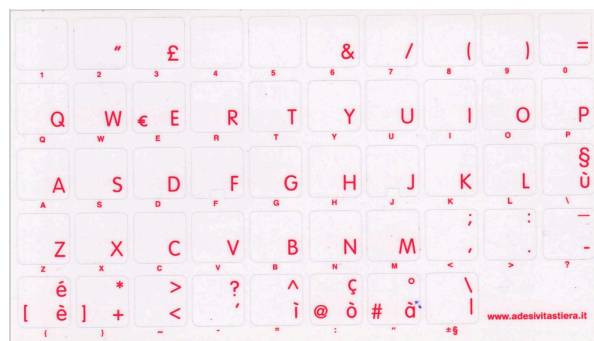 " £ & / ( ) =
1 2 3 4 5 6 7 8 9 0
Q W € E R T Y U I O P
Q W E R T Y U I O P
§
A S D F G H J K L ù
A S D F G H J K L \
; : _
Z X C V B N M , . -
Z X C V B N M < > ?
é * > ? ^ ç ° \
[ è ] + < ' ì @ ò # à | www.adesivitastiera.it
{ } ~ - = : " ±§